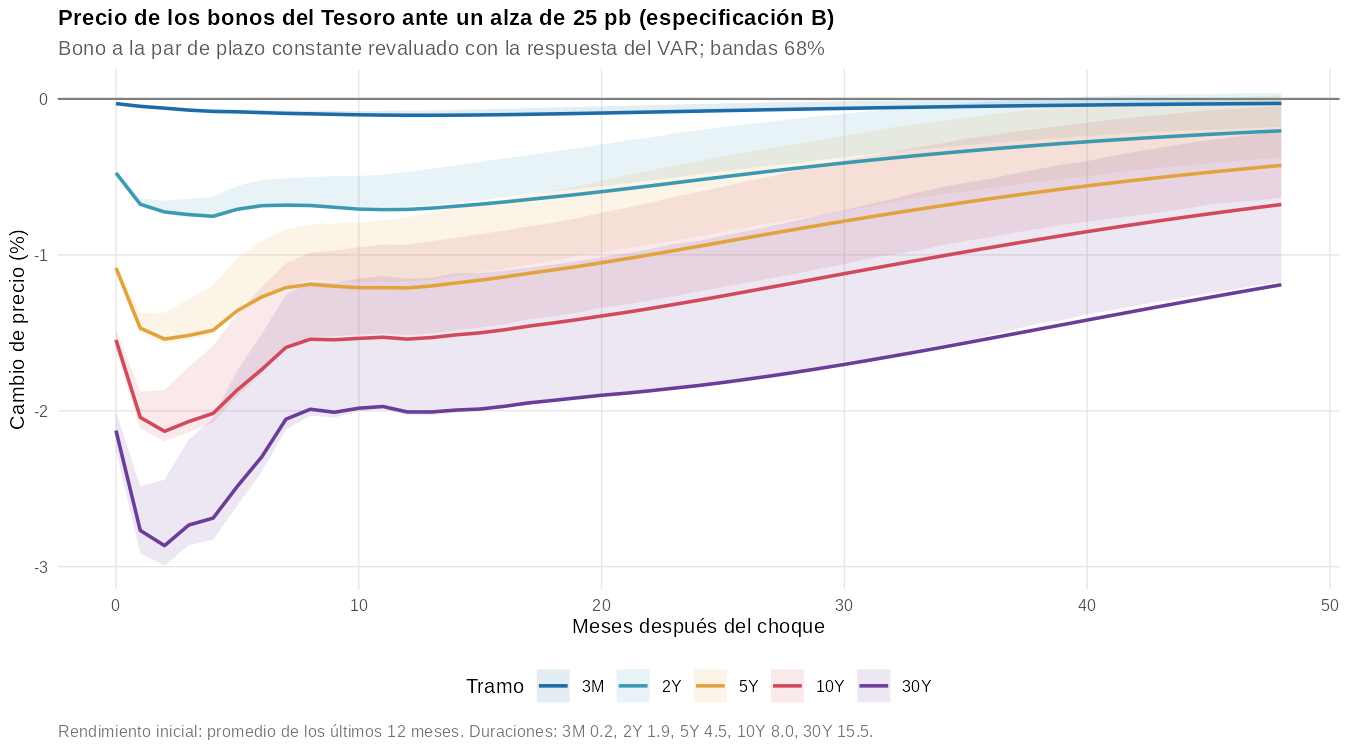 Precio de los bonos del Tesoro ante un alza de 25 pb (especificación B)
Bono a la par de plazo constante revaluado con la respuesta del VAR; bandas 68%
Cambio de precio (%)
0
-1
-2
-3
0 10 20 30 40 50
Meses después del choque
Tramo 3M 2Y 5Y 10Y 30Y
Rendimiento inicial: promedio de los últimos 12 meses. Duraciones: 3M 0.2, 2Y 1.9, 5Y 4.5, 10Y 8.0, 30Y 15.5.